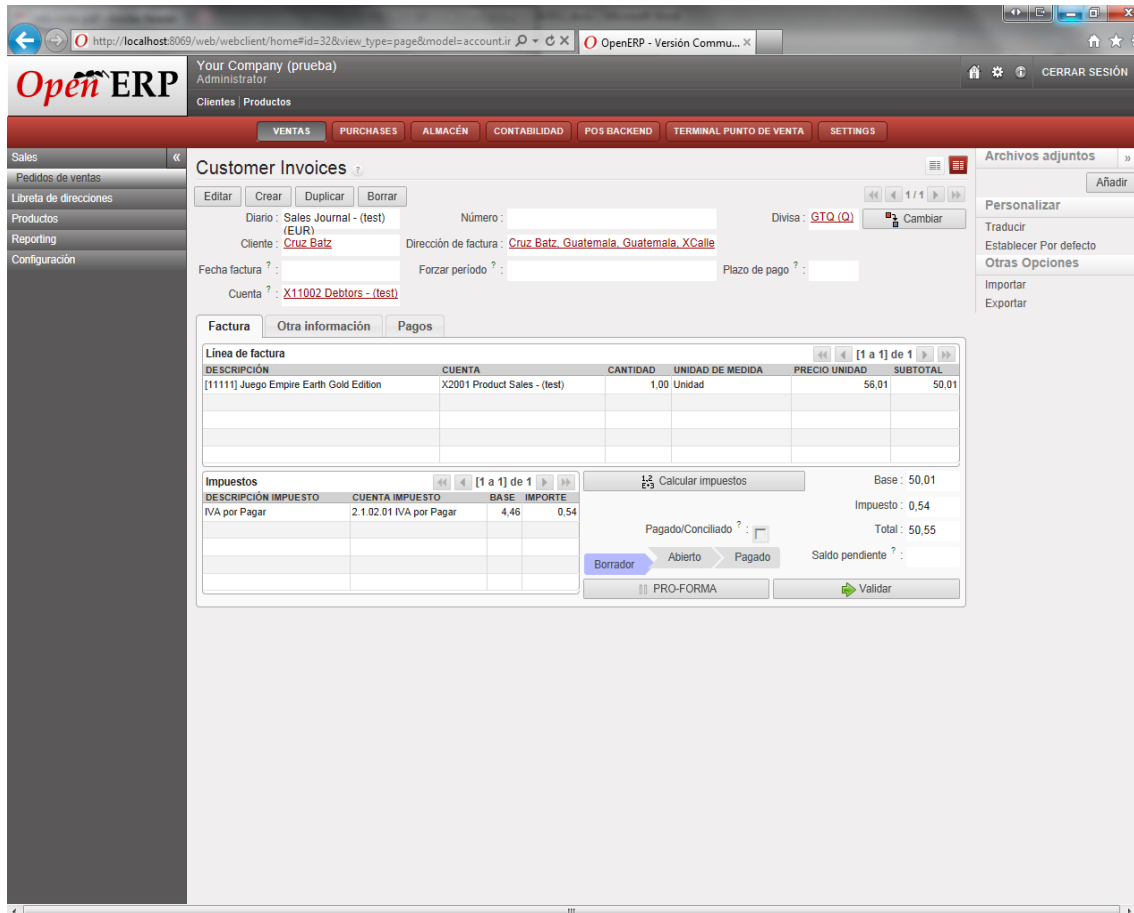 http://localhost:8069/web/webclient/home#id=32&view_type=page&model=account.ir
OpenERP - Versión Commu...
Open ERP
Your Company (prueba)
Administrator
Clientes | Productos
CERRAR SESIÓN
VENTAS PURCHASES ALMACÉN CONTABILIDAD POS BACKEND TERMINAL PUNTO DE VENTA SETTINGS
Sales «
Pedidos de ventas
Libreta de direcciones
Productos
Reporting
Configuración
Customer Invoices ?
Editar Crear Duplicar Borrar 1 / 1
Diario : Sales Journal - (test) (EUR) Número : Divisa : GTQ (Q) Cambiar
Cliente : Cruz Batz Dirección de factura : Cruz Batz, Guatemala, Guatemala, XCalle
Fecha factura ? : Forzar período ? : Plazo de pago ? :
Cuenta ? : X11002 Debtors - (test)
Factura Otra información Pagos
Línea de factura [1 a 1] de 1
DESCRIPCIÓN CUENTA CANTIDAD UNIDAD DE MEDIDA PRECIO UNIDAD SUBTOTAL
[11111] Juego Empire Earth Gold Edition X2001 Product Sales - (test) 1,00 Unidad 56,01 50,01
Impuestos [1 a 1] de 1
DESCRIPCIÓN IMPUESTO CUENTA IMPUESTO BASE IMPORTE
IVA por Pagar 2.1.02.01 IVA por Pagar 4,46 0,54
Calcular impuestos
Base : 50,01
Impuesto : 0,54
Pagado/Conciliado ? : Total : 50,55
Borrador Abierto Pagado Saldo pendiente ? :
PRO-FORMA Validar
Archivos adjuntos »
Añadir
Personalizar
Traducir
Establecer Por defecto
Otras Opciones
Importar
Exportar